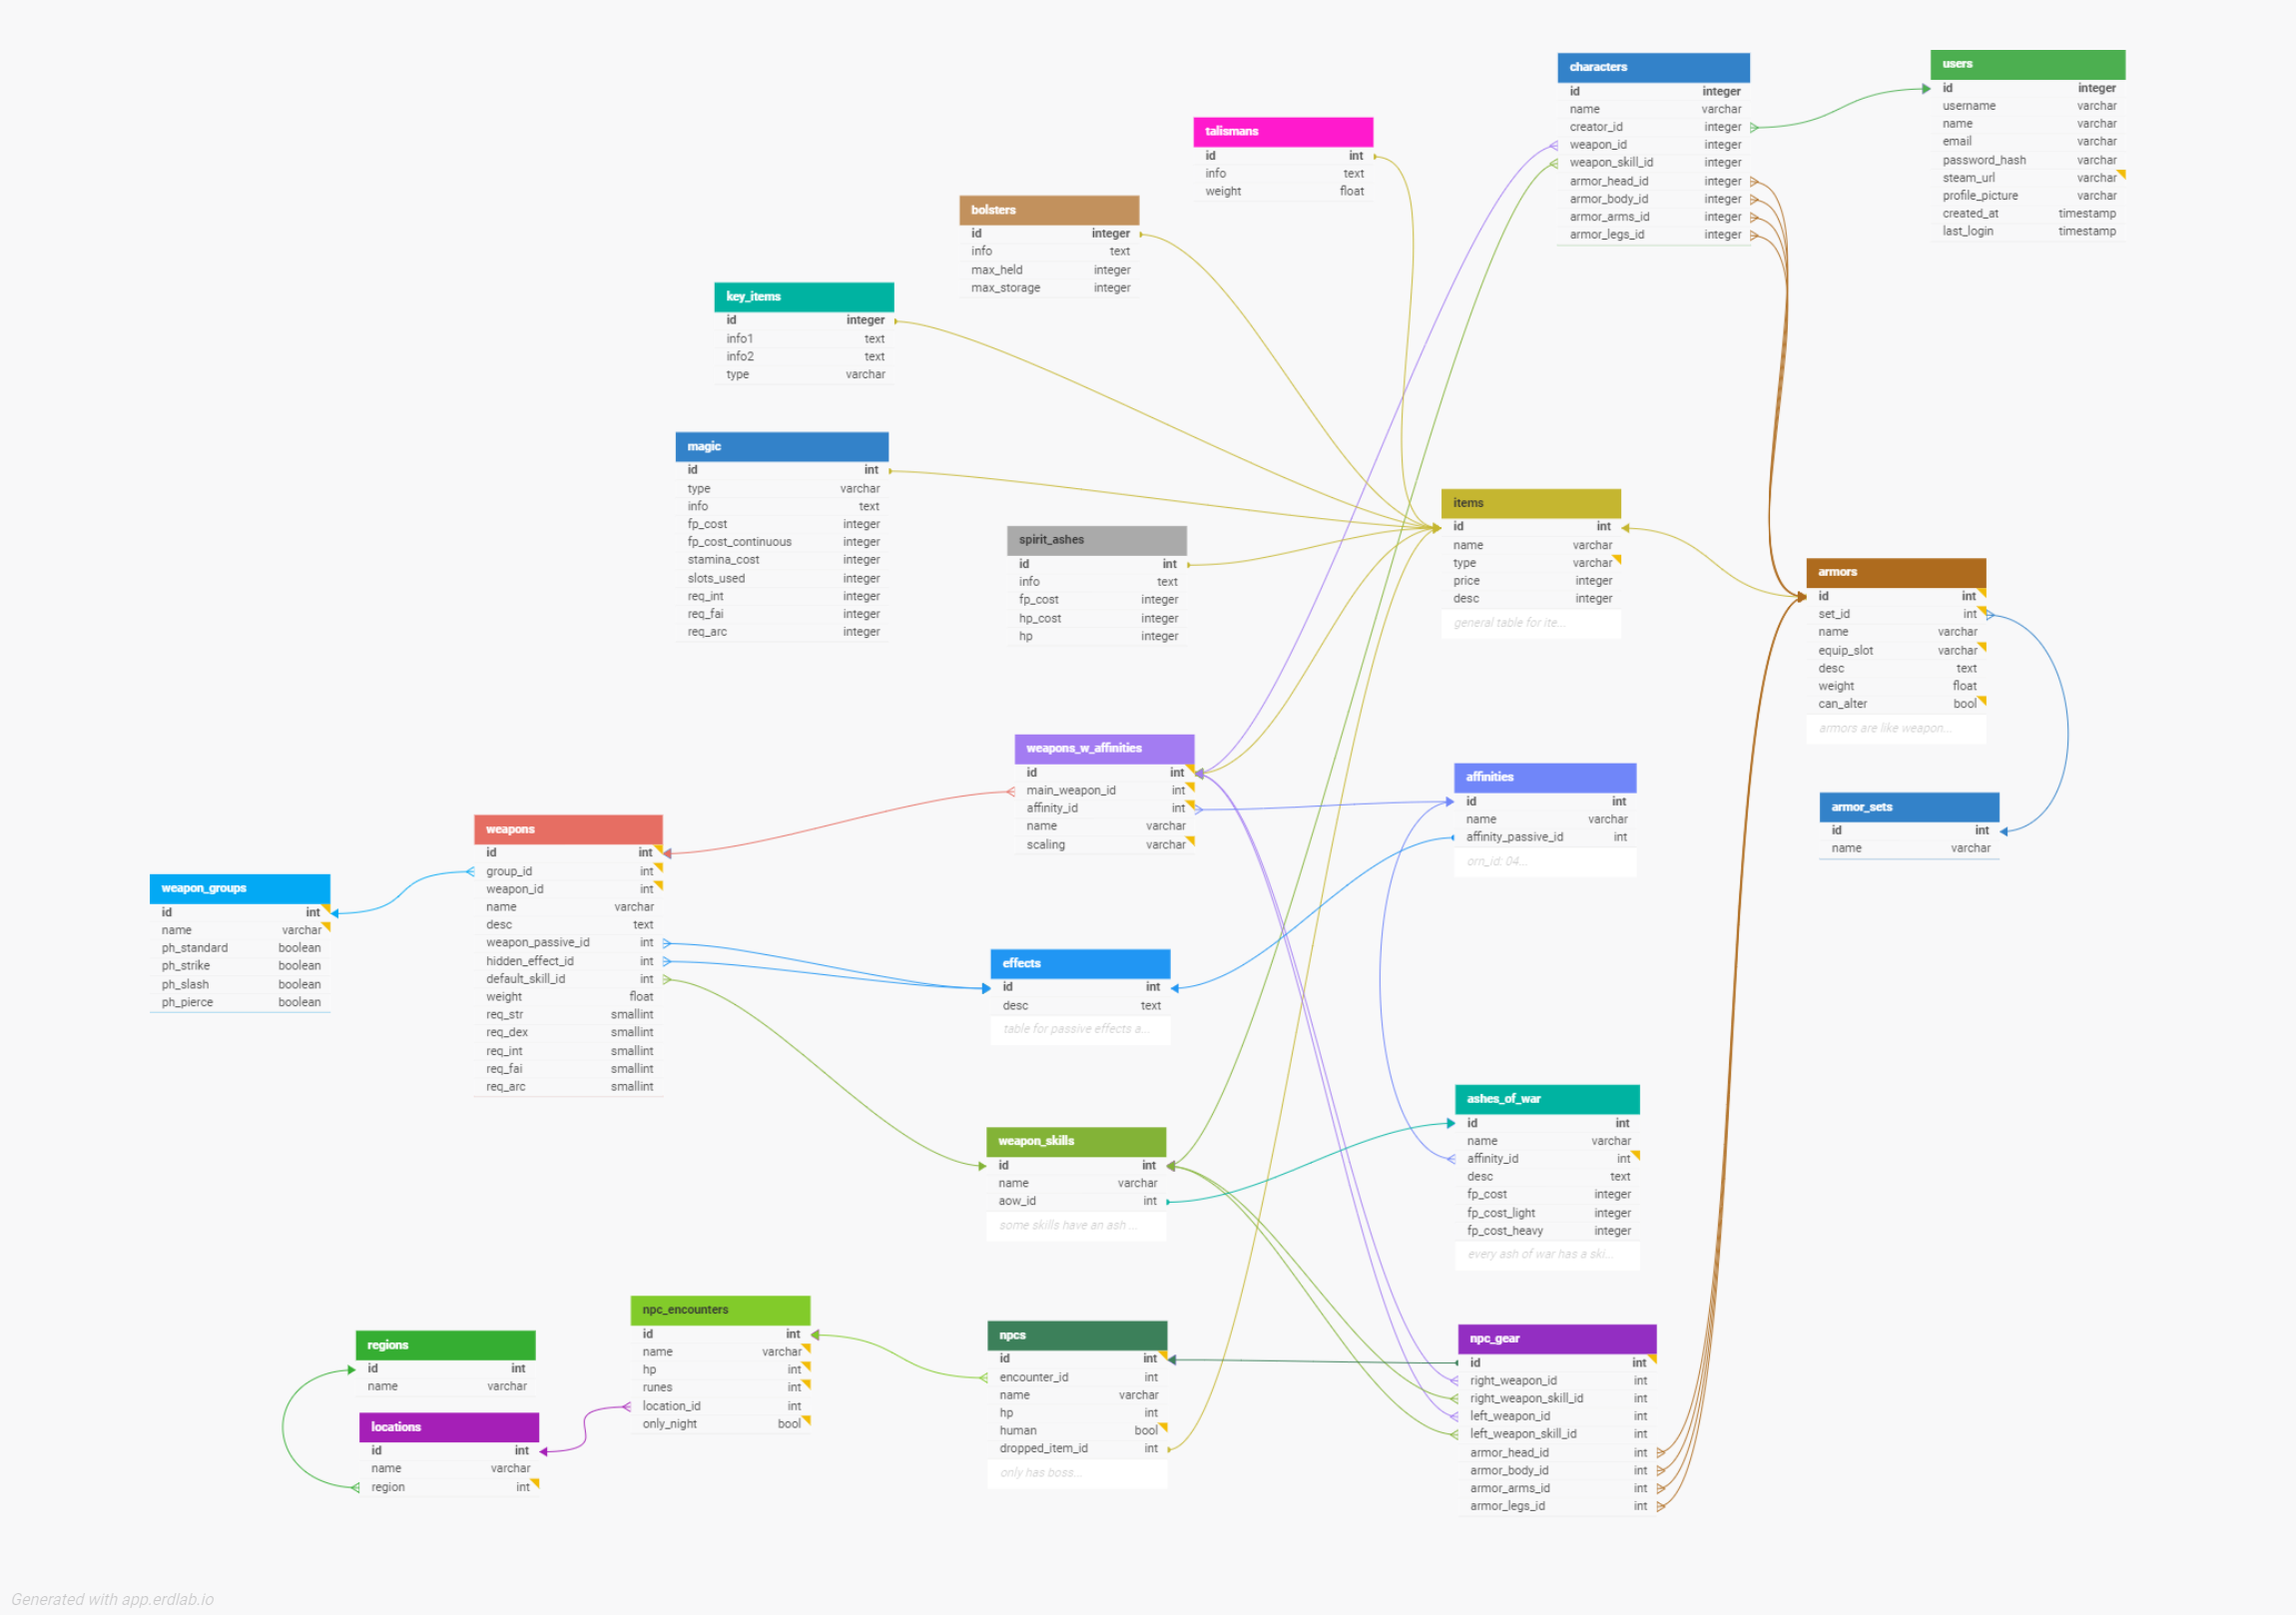 characters
id integer
name varchar
creator_id integer
weapon_id integer
weapon_skill_id integer
armor_head_id integer
armor_body_id integer
armor_arms_id integer
armor_legs_id integer
users
id integer
username varchar
name varchar
email varchar
password_hash varchar
steam_url varchar
profile_picture varchar
created_at timestamp
last_login timestamp
talismans
id int
info text
weight float
bolsters
id integer
info text
max_held integer
max_storage integer
key_items
id integer
info1 text
info2 text
type varchar
magic
id int
type varchar
info text
fp_cost integer
fp_cost_continuous integer
stamina_cost integer
slots_used integer
req_int integer
req_fai integer
req_arc integer
spirit_ashes
id int
info text
fp_cost integer
hp_cost integer
hp integer
items
id int
name varchar
type varchar
price integer
desc integer
general table for ite...
armors
id int
set_id int
name varchar
equip_slot varchar
desc text
weight float
can_alter bool
armors are like weapon...
weapons_w_affinities
id int
main_weapon_id int
affinity_id int
name varchar
scaling varchar
affinities
id int
name varchar
affinity_passive_id int
orn_id: 04...
armor_sets
id int
name varchar
weapons
id int
group_id int
weapon_id int
name varchar
desc text
weapon_passive_id int
hidden_effect_id int
default_skill_id int
weight float
req_str smallint
req_dex smallint
req_int smallint
req_fai smallint
req_arc smallint
weapon_groups
id int
name varchar
ph_standard boolean
ph_strike boolean
ph_slash boolean
ph_pierce boolean
effects
id int
desc text
table for passive effects a...
weapon_skills
id int
name varchar
aow_id int
some skills have an ash ...
ashes_of_war
id int
name varchar
affinity_id int
desc text
fp_cost integer
fp_cost_light integer
fp_cost_heavy integer
every ash of war has a ski...
npc_encounters
id int
name varchar
hp int
runes int
location_id int
only_night bool
regions
id int
name varchar
locations
id int
name varchar
region int
npcs
id int
encounter_id int
name varchar
hp int
human bool
dropped_item_id int
only has boss...
npc_gear
id int
right_weapon_id int
right_weapon_skill_id int
left_weapon_id int
left_weapon_skill_id int
armor_head_id int
armor_body_id int
armor_arms_id int
armor_legs_id int
Generated with app.erdlab.io